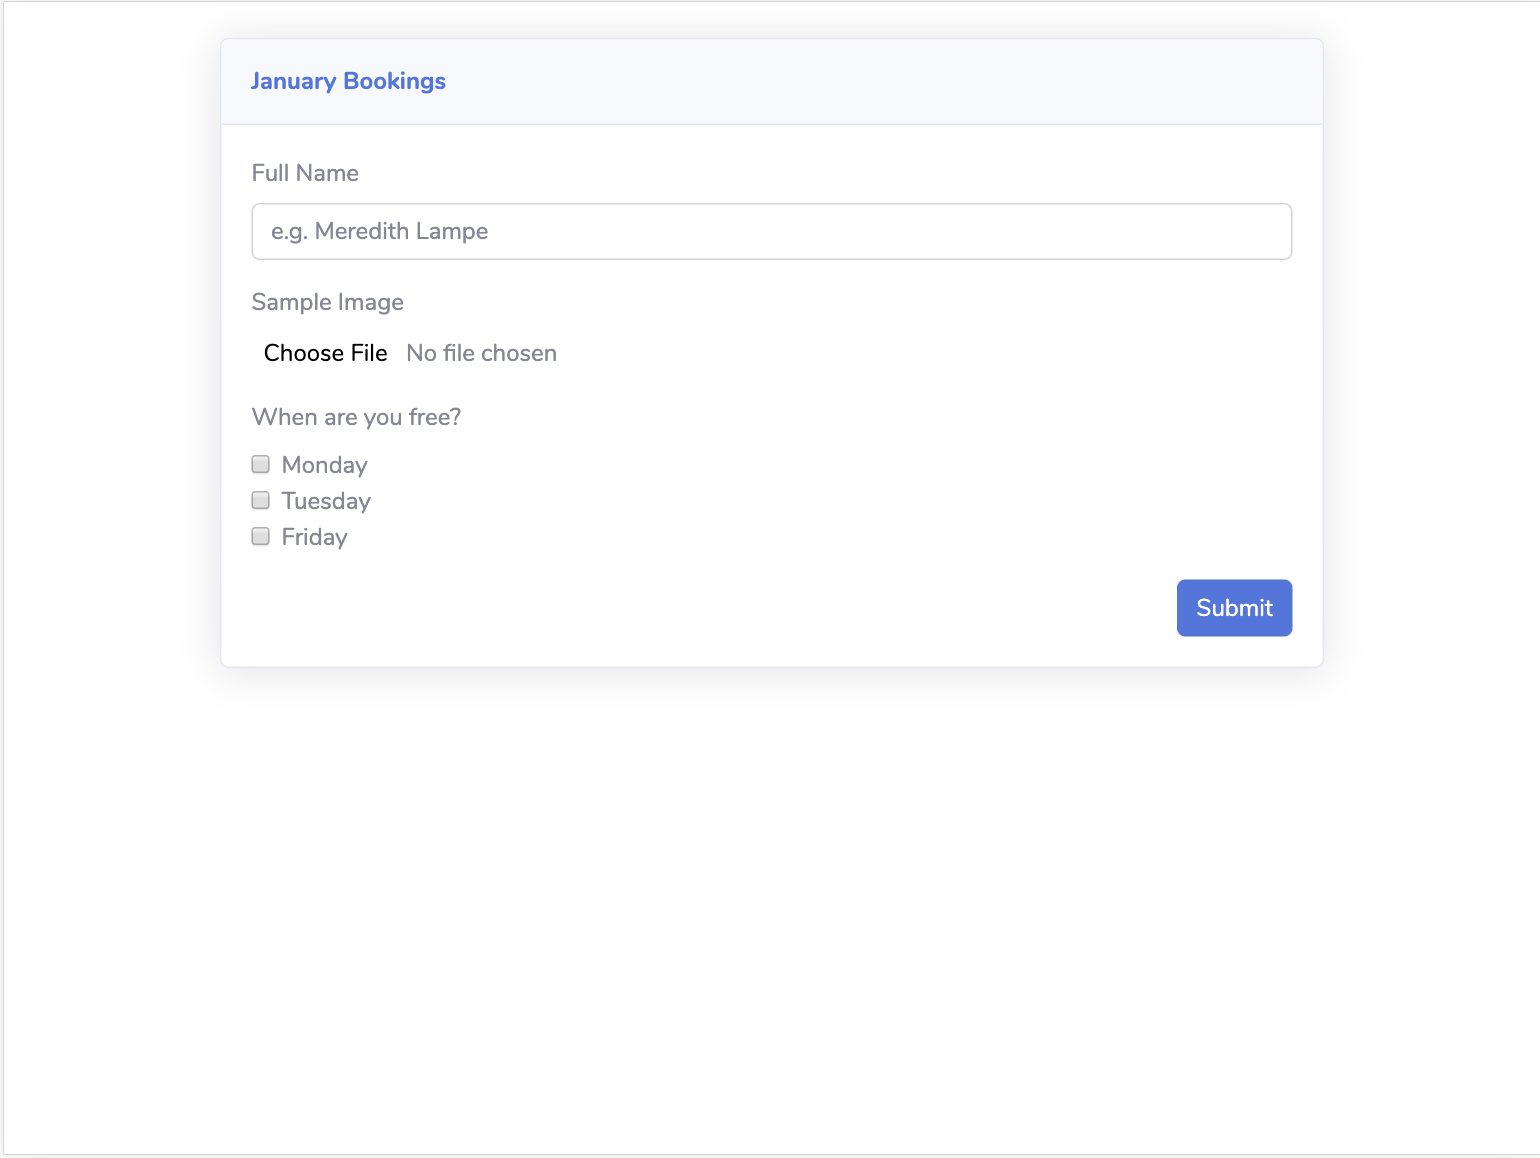 January Bookings
Full Name
e.g. Meredith Lampe
Sample Image
Choose File No file chosen
When are you free?
Monday
Tuesday
Friday
Submit